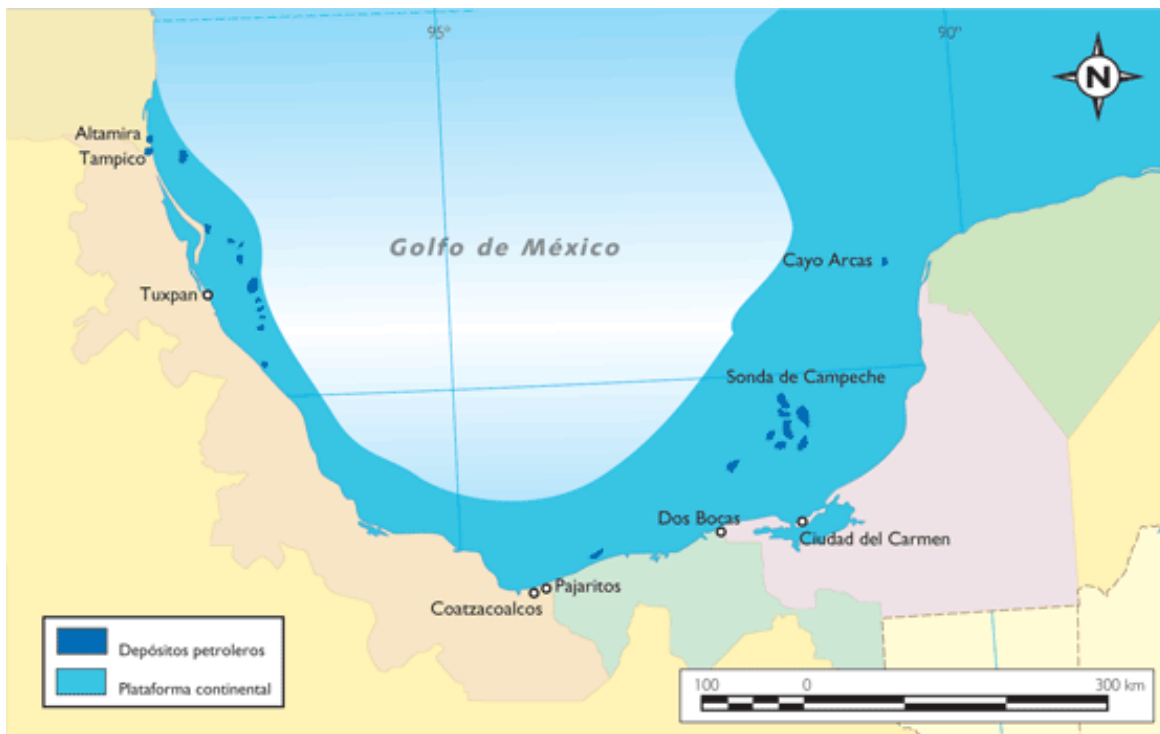 95°
90°
N
Altamira
Tampico
Golfo de México
Cayo Arcas
Tuxpan
Sonda de Campeche
Dos Bocas
Ciudad del Carmen
Pajaritos
Coatzacoalcos
Depósitos petroleros
Plataforma continental
100 0 300 km